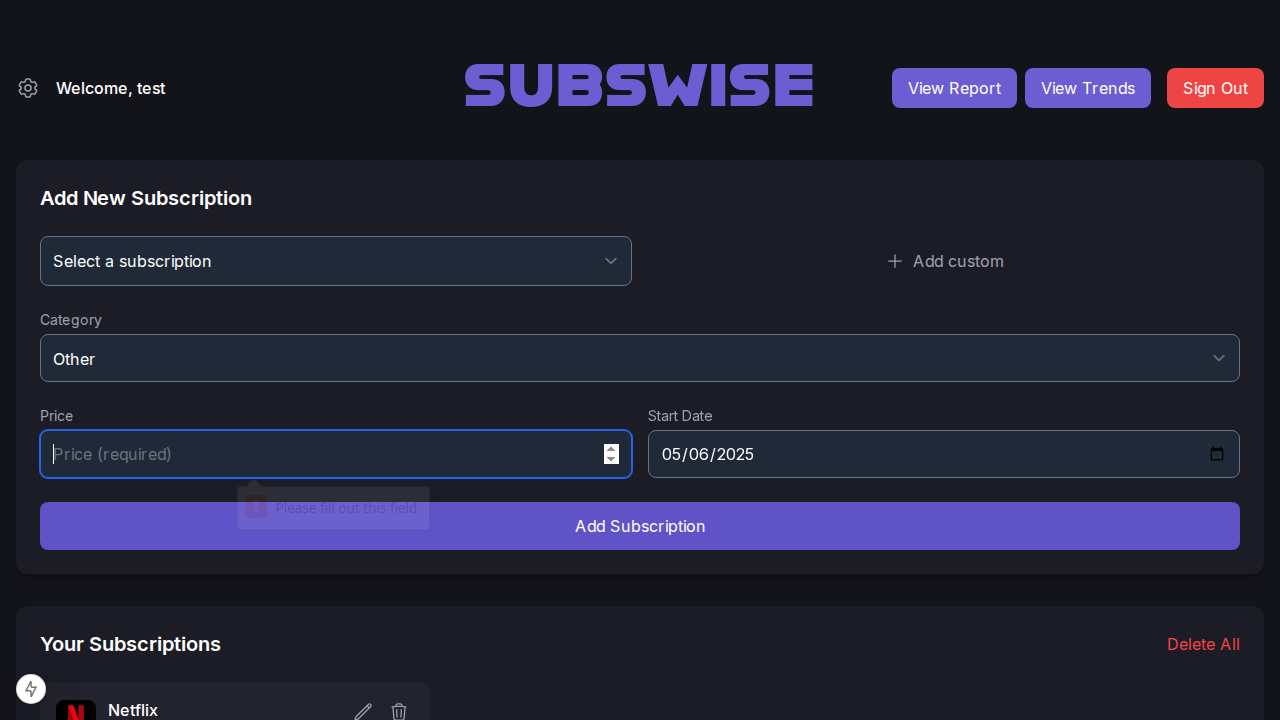 Welcome, test
SUBSWISE
View Report
View Trends
Sign Out
Add New Subscription
Select a subscription
Add custom
Category
Other
Price
Start Date
Price (required)
05/06/2025
Please fill out this field.
Add Subscription
Your Subscriptions
Delete All
N
Netflix